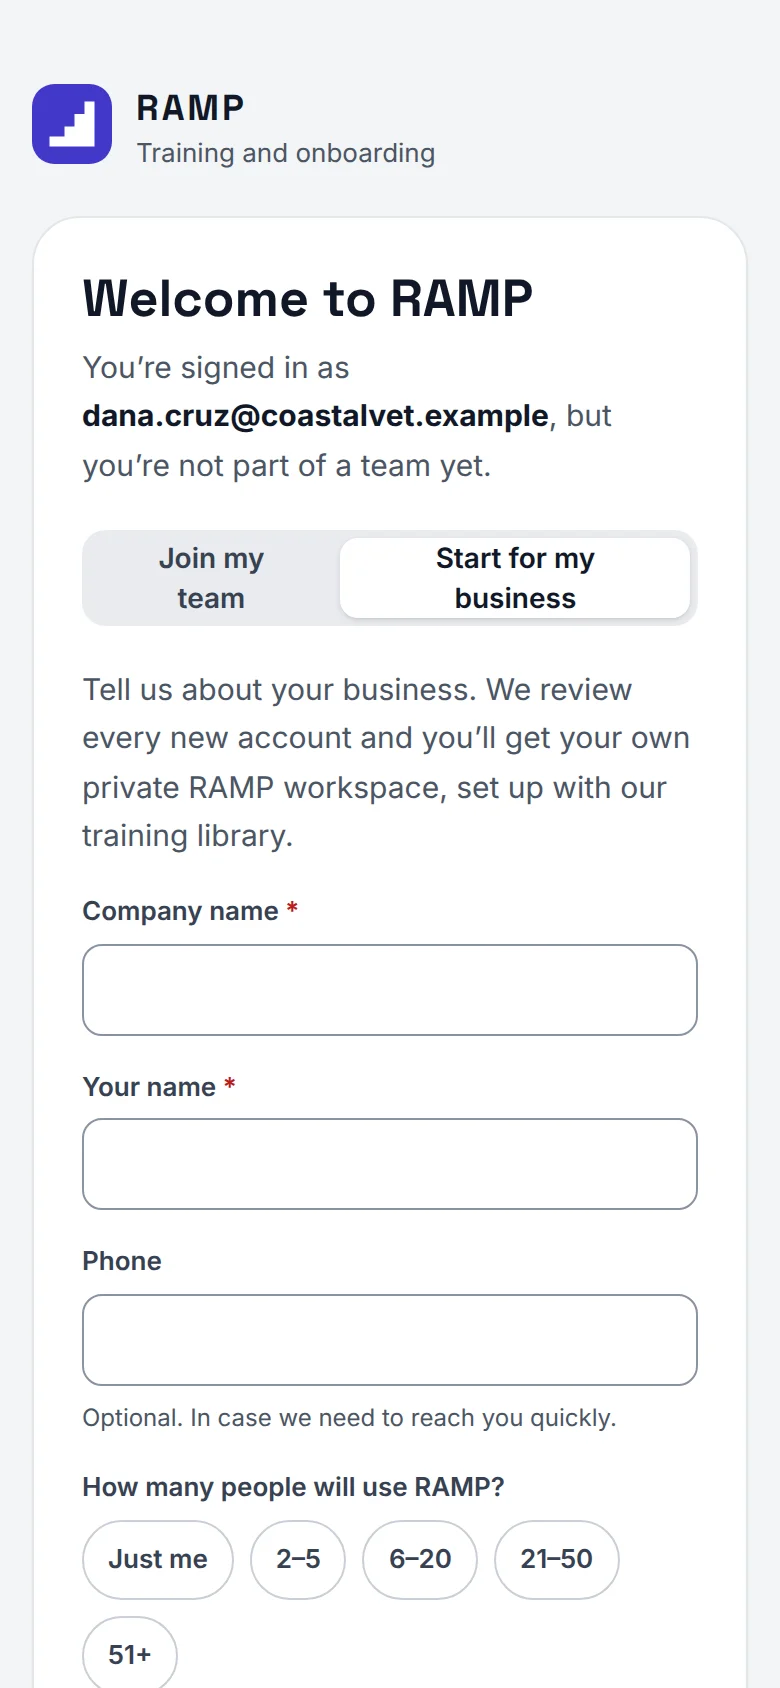 RAMP
Training and onboarding
Welcome to RAMP
You’re signed in as
dana.cruz@coastalvet.example, but
you’re not part of a team yet.
Join my
team
Start for my
business
Tell us about your business. We review
every new account and you’ll get your own
private RAMP workspace, set up with our
training library.
Company name *
Your name *
Phone
Optional. In case we need to reach you quickly.
How many people will use RAMP?
Just me 2–5 6–20 21–50
51+